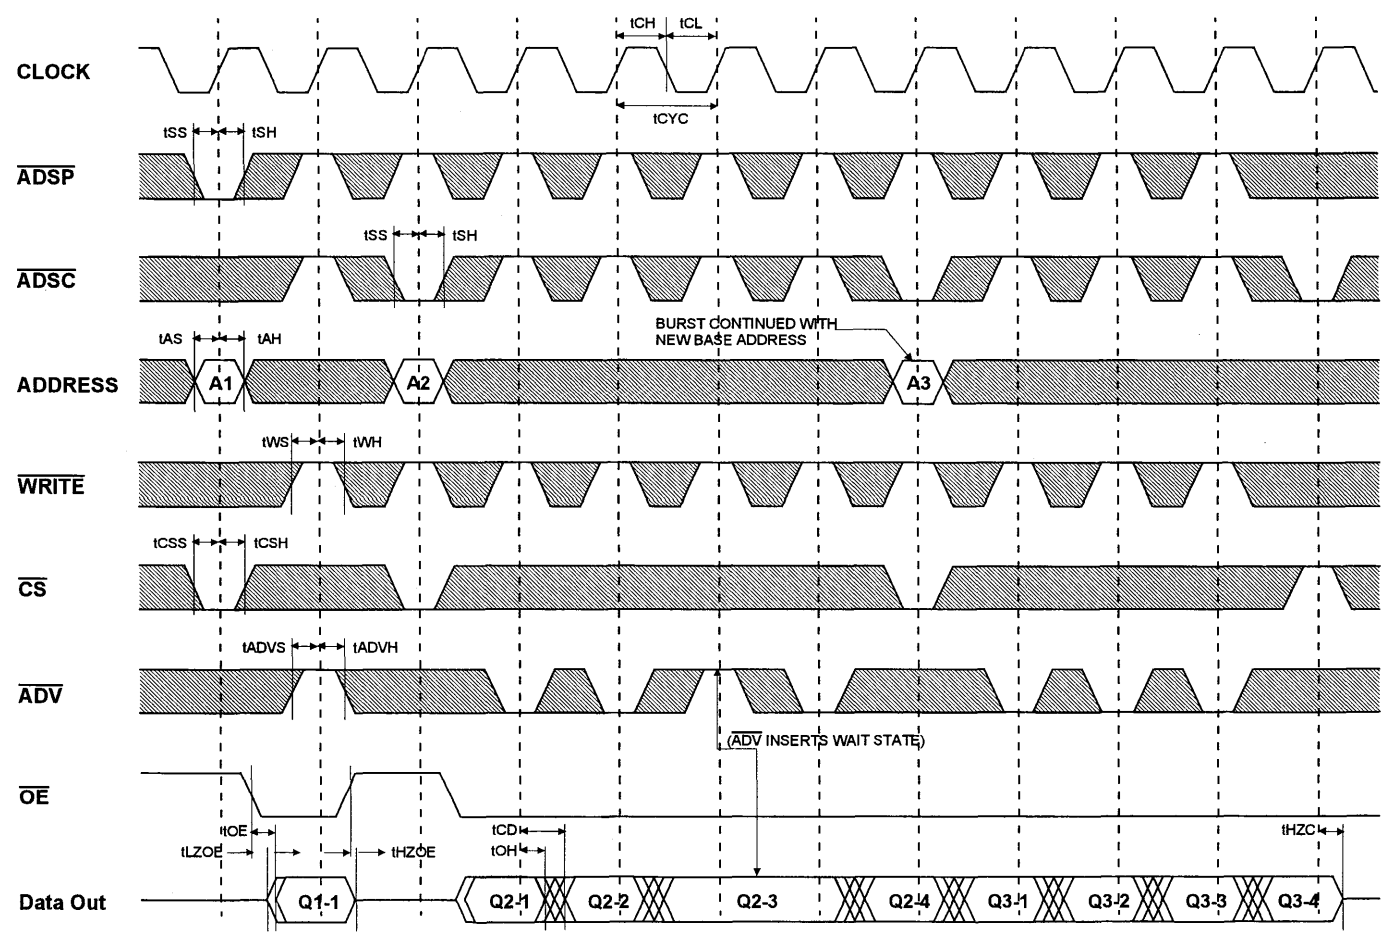 tCH tCL
CLOCK
tCYC
tSS tSH
ADSP
tSS tSH
ADSC
BURST CONTINUED WITH
NEW BASE ADDRESS
tAS tAH
ADDRESS A1 A2 A3
tWS tWH
WRITE
tCSS tCSH
CS
tADVS tADVH
ADV
(ADV INSERTS WAIT STATE)
OE
tOE tCD tHZC
tLZOE tHZOE tOH
Data Out Q1-1 Q2-1 Q2-2 Q2-3 Q2-4 Q3-1 Q3-2 Q3-3 Q3-4